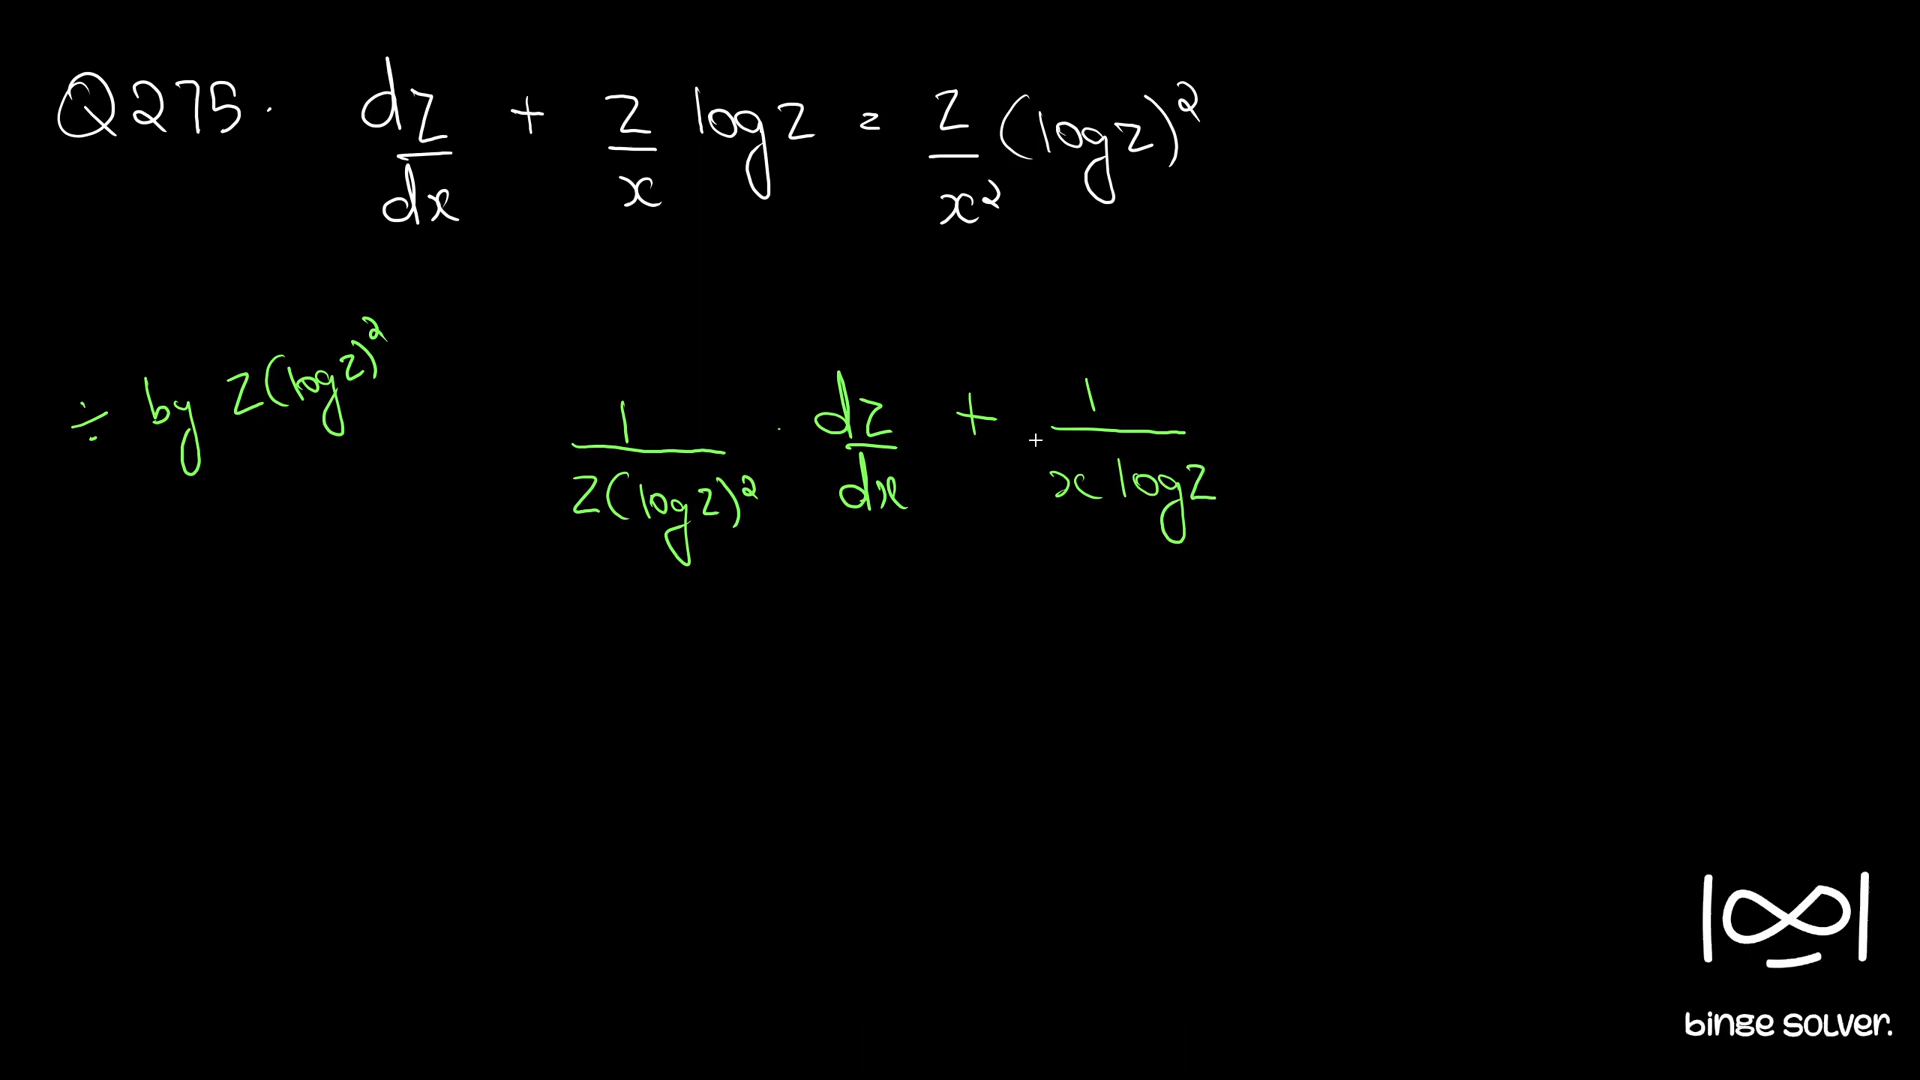 Q275. dz/dx + z/x log z = z/x² (log z)²
÷ by z(log z)² 1/z(log z)² · dz/dx + 1/x log z
binge solver.